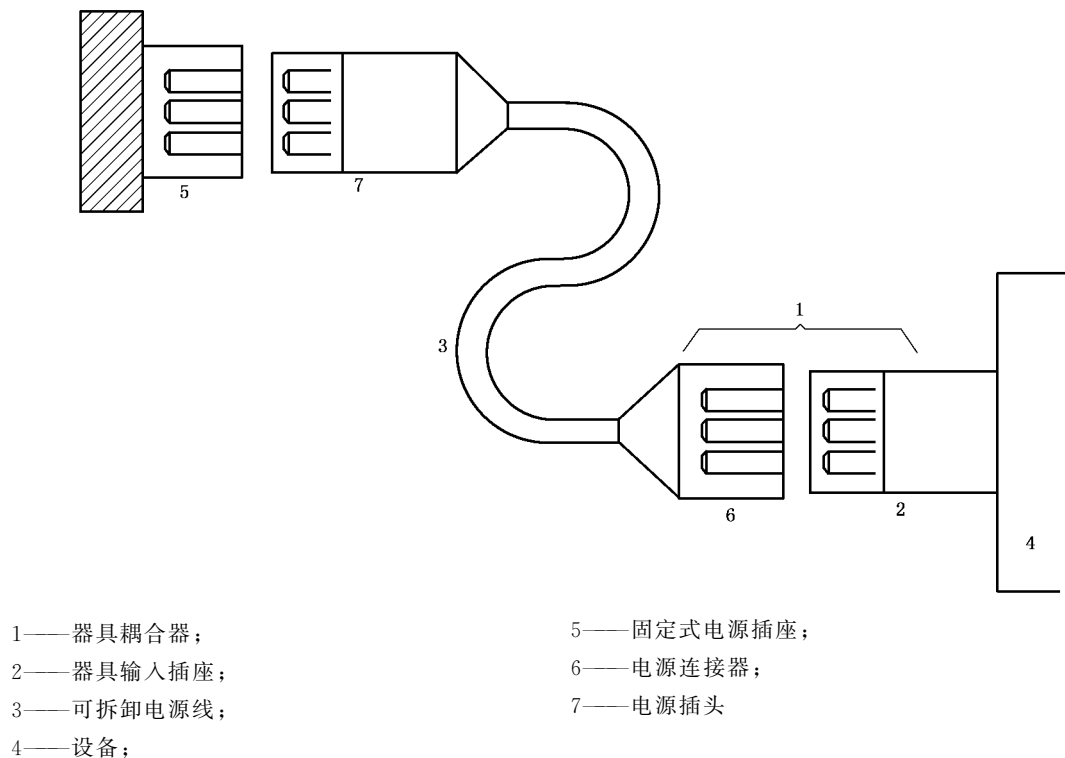 5
7
1
3
6
2
4
1——器具耦合器；
2——器具输入插座；
3——可拆卸电源线；
4——设备；
5——固定式电源插座；
6——电源连接器；
7——电源插头